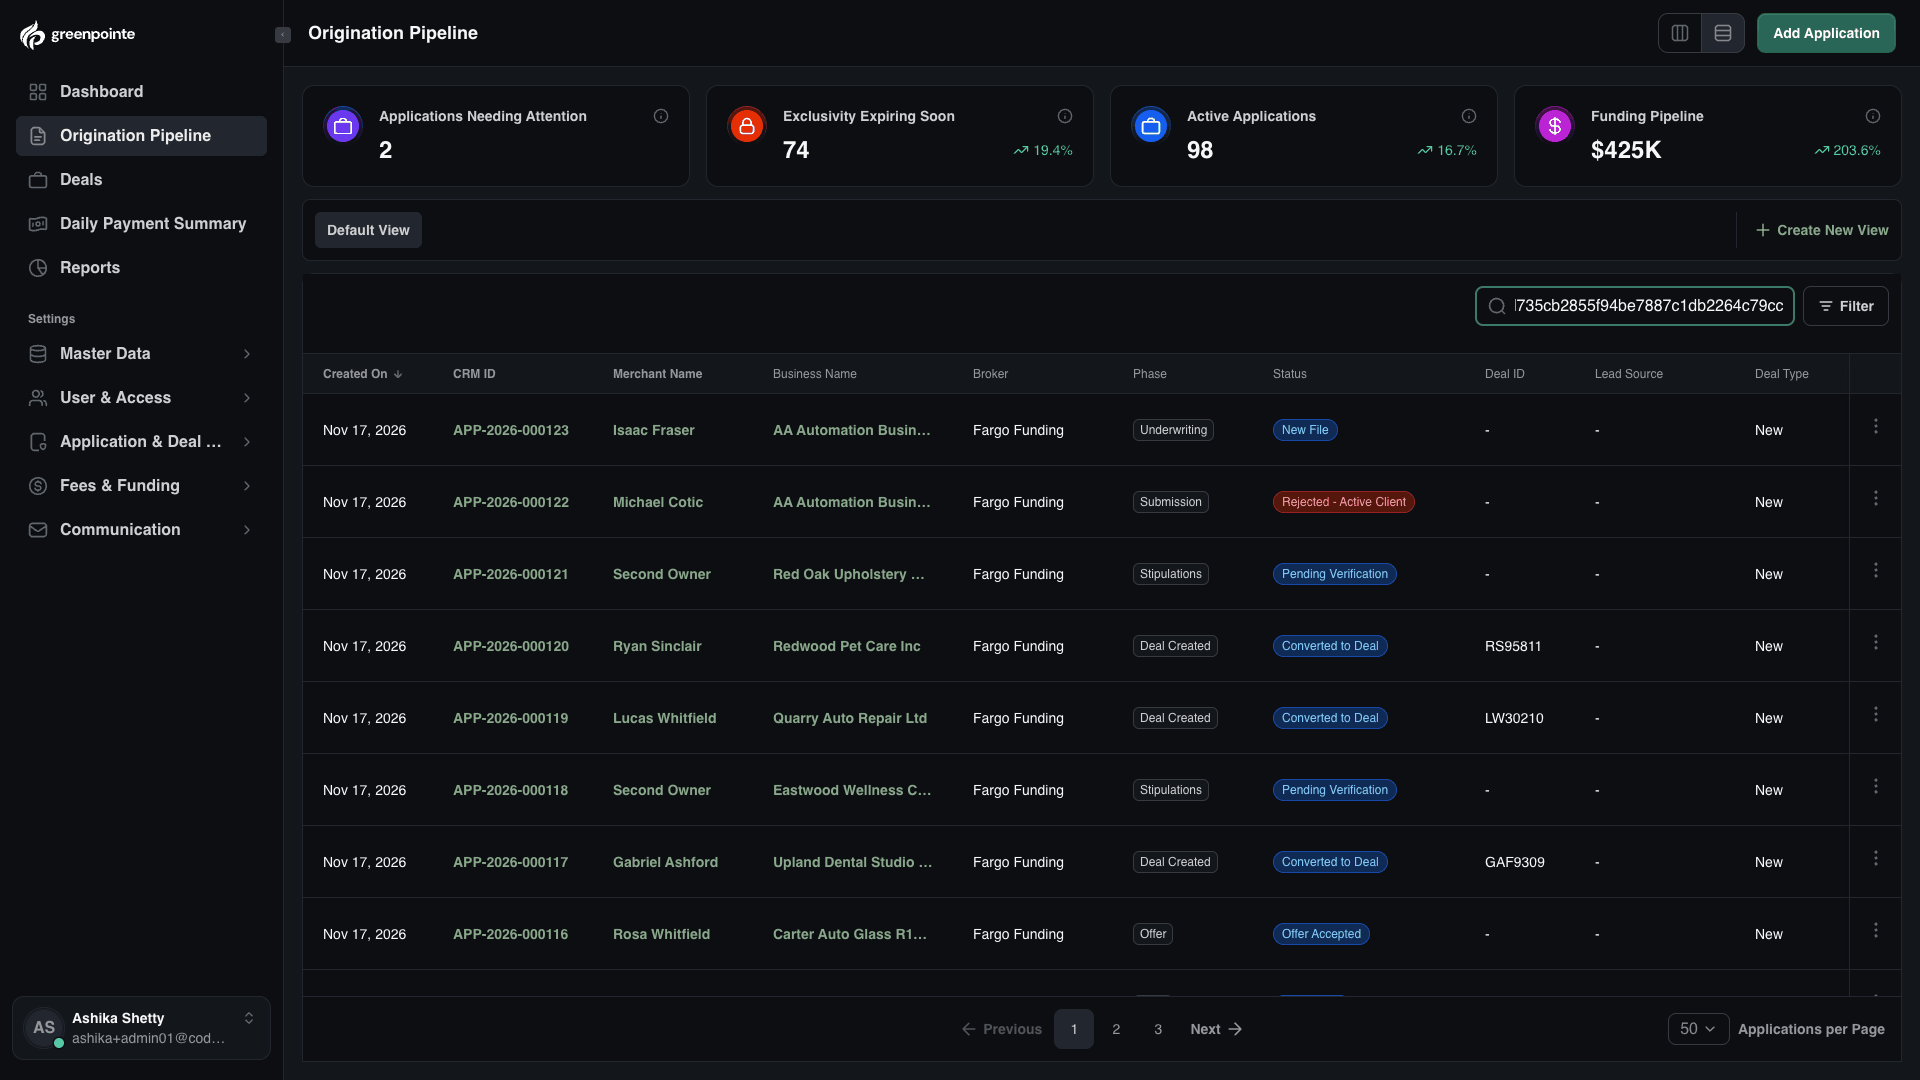 greenpointe
Origination Pipeline
Add Application
Dashboard
Origination Pipeline
Deals
Daily Payment Summary
Reports
Settings
Master Data
User & Access
Application & Deal ...
Fees & Funding
Communication
Applications Needing Attention
2
Exclusivity Expiring Soon
74
19.4%
Active Applications
98
16.7%
Funding Pipeline
$425K
203.6%
Default View
Create New View
735cb2855f94be7887c1db2264c79cc
Filter
Created On CRM ID Merchant Name Business Name Broker Phase Status Deal ID Lead Source Deal Type
Nov 17, 2026 APP-2026-000123 Isaac Fraser AA Automation Busin... Fargo Funding Underwriting New File - - New
Nov 17, 2026 APP-2026-000122 Michael Cotic AA Automation Busin... Fargo Funding Submission Rejected - Active Client - - New
Nov 17, 2026 APP-2026-000121 Second Owner Red Oak Upholstery ... Fargo Funding Stipulations Pending Verification - - New
Nov 17, 2026 APP-2026-000120 Ryan Sinclair Redwood Pet Care Inc Fargo Funding Deal Created Converted to Deal RS95811 - New
Nov 17, 2026 APP-2026-000119 Lucas Whitfield Quarry Auto Repair Ltd Fargo Funding Deal Created Converted to Deal LW30210 - New
Nov 17, 2026 APP-2026-000118 Second Owner Eastwood Wellness C... Fargo Funding Stipulations Pending Verification - - New
Nov 17, 2026 APP-2026-000117 Gabriel Ashford Upland Dental Studio ... Fargo Funding Deal Created Converted to Deal GAF9309 - New
Nov 17, 2026 APP-2026-000116 Rosa Whitfield Carter Auto Glass R1... Fargo Funding Offer Offer Accepted - - New
Previous 1 2 3 Next
50 Applications per Page
AS
Ashika Shetty
ashika+admin01@cod...